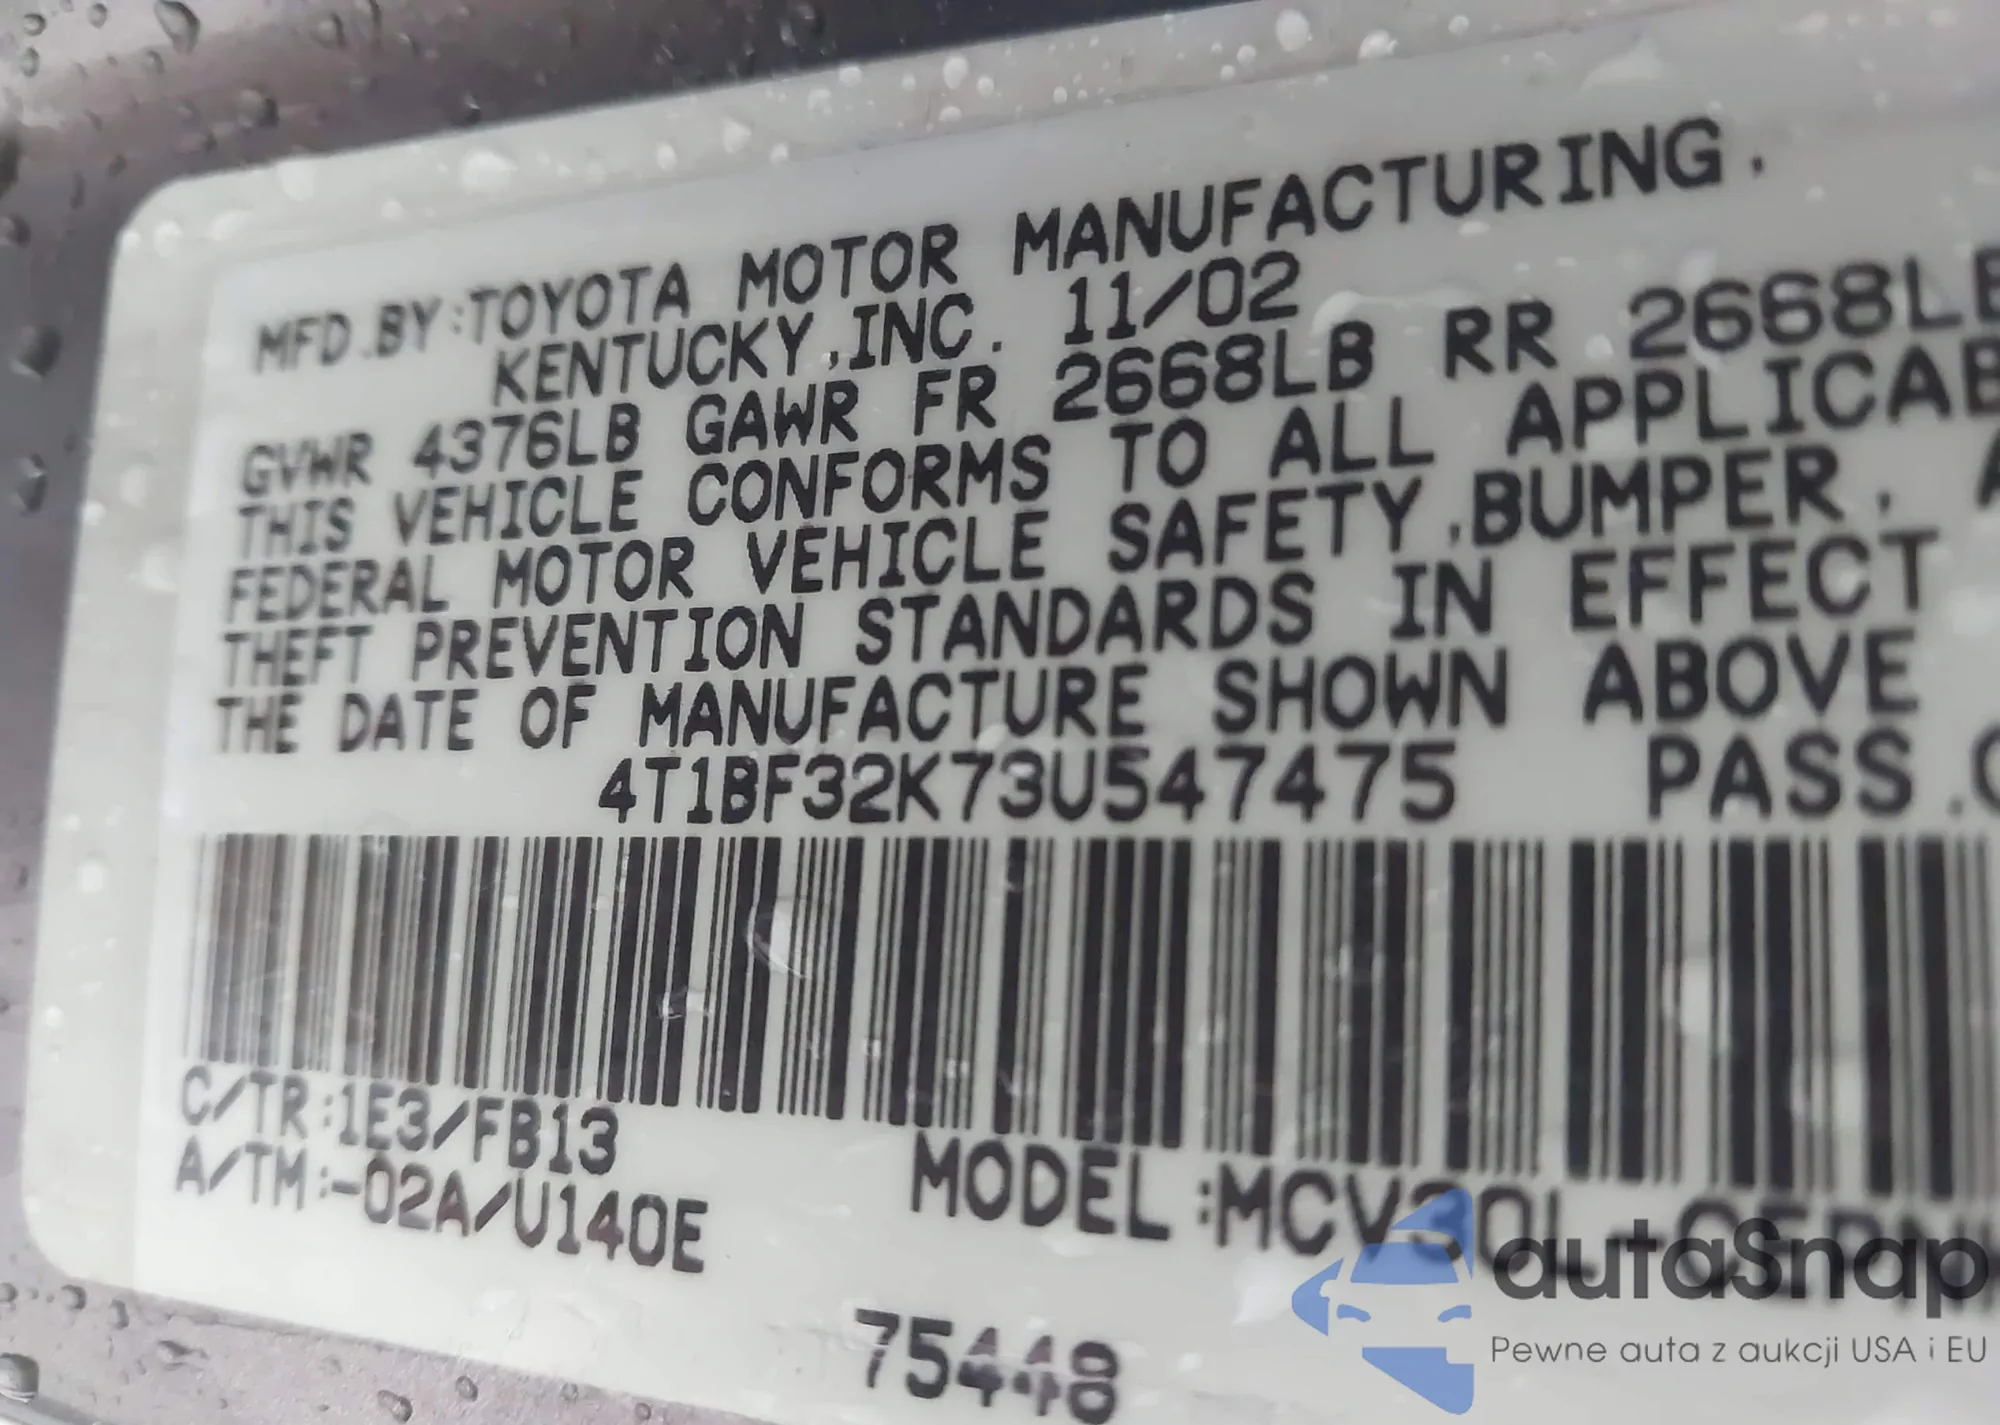 MFD.BY:TOYOTA MOTOR MANUFACTURING,
KENTUCKY,INC. 11/02
GVWR 4376LB GAWR FR 2668LB RR 2668LB
THIS VEHICLE CONFORMS TO ALL APPLICAB
FEDERAL MOTOR VEHICLE SAFETY,BUMPER, A
THEFT PREVENTION STANDARDS IN EFFECT
THE DATE OF MANUFACTURE SHOWN ABOVE
4T1BF32K73U547475 PASS.C
C/TR:1E3/FB13
A/TM:-02A/U140E
MODEL:MCV30L-
75448
autaSnap
Pewne auta z aukcji USA i EU